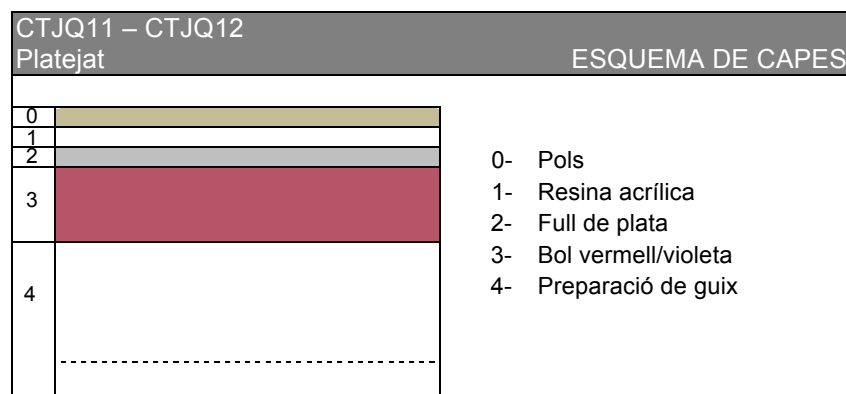 CTJQ11 – CTJQ12
Platejat ESQUEMA DE CAPES
0
1
2
3
4
0- Pols
1- Resina acrílica
2- Full de plata
3- Bol vermell/violeta
4- Preparació de guix